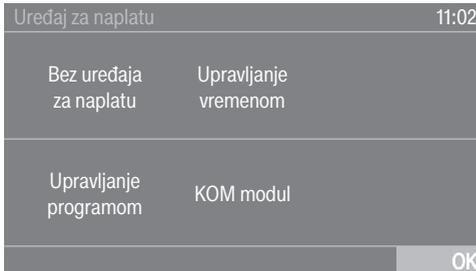 Uređaj za naplatu 11:02
Bez uređaja
za naplatu
Upravljanje
vremenom
Upravljanje
programom
KOM modul
OK